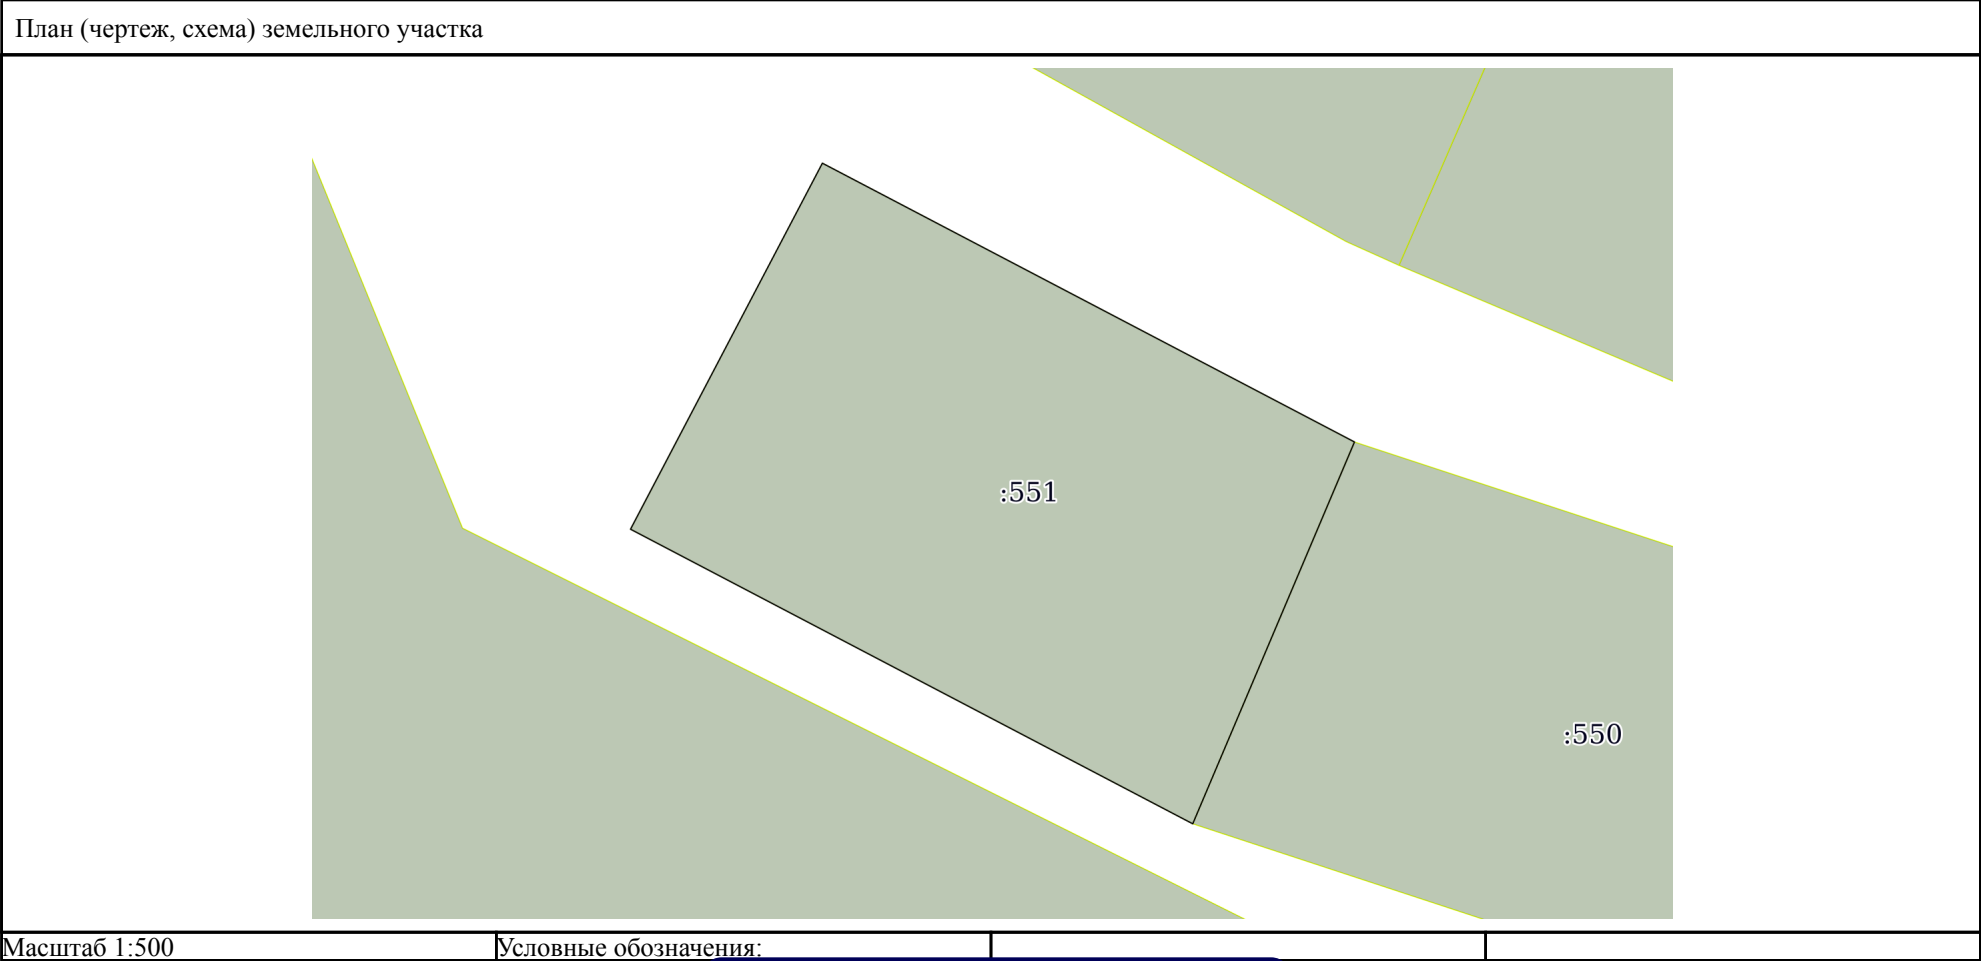 План (чертеж, схема) земельного участка
:551
:550
Масштаб 1:500
Условные обозначения: